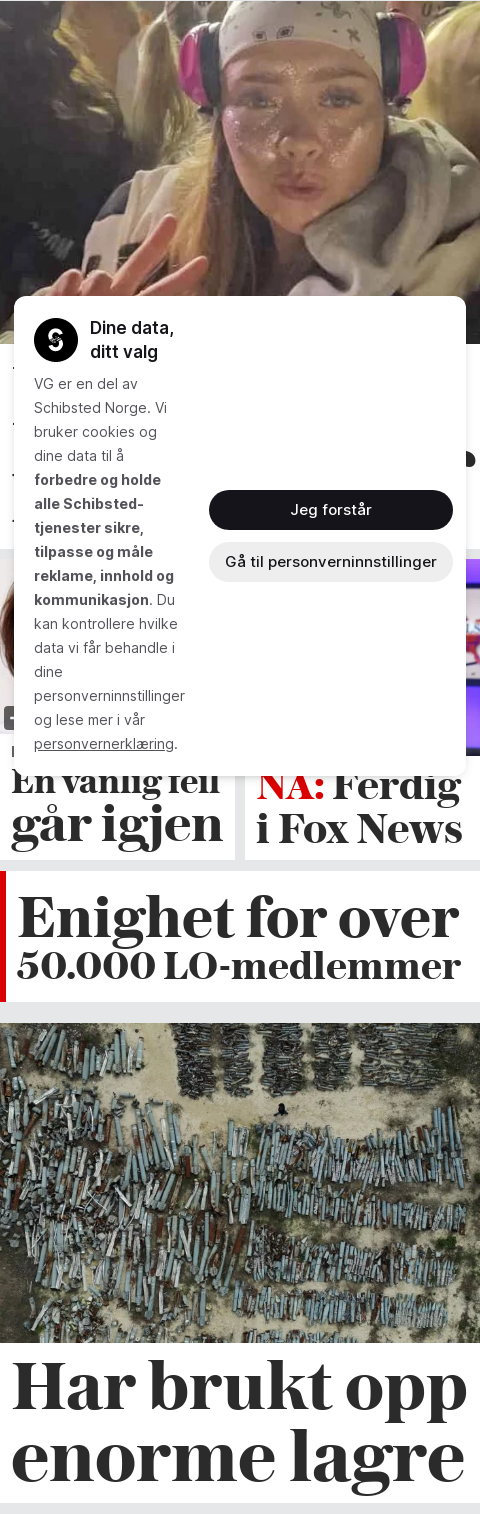 Dine data,
ditt valg
VG er en del av
Schibsted Norge. Vi
bruker cookies og
dine data til å
forbedre og holde
alle Schibsted-
tjenester sikre,
tilpasse og måle
reklame, innhold og
kommunikasjon. Du
kan kontrollere hvilke
data vi får behandle i
dine
personverninnstillinger
og lese mer i vår
personvernerklæring.
Jeg forstår
Gå til personverninnstillinger
En vanlig feil
går igjen
NÅ: Ferdig
i Fox News
Enighet for over
50.000 LO-medlemmer
Har brukt opp
enorme lagre